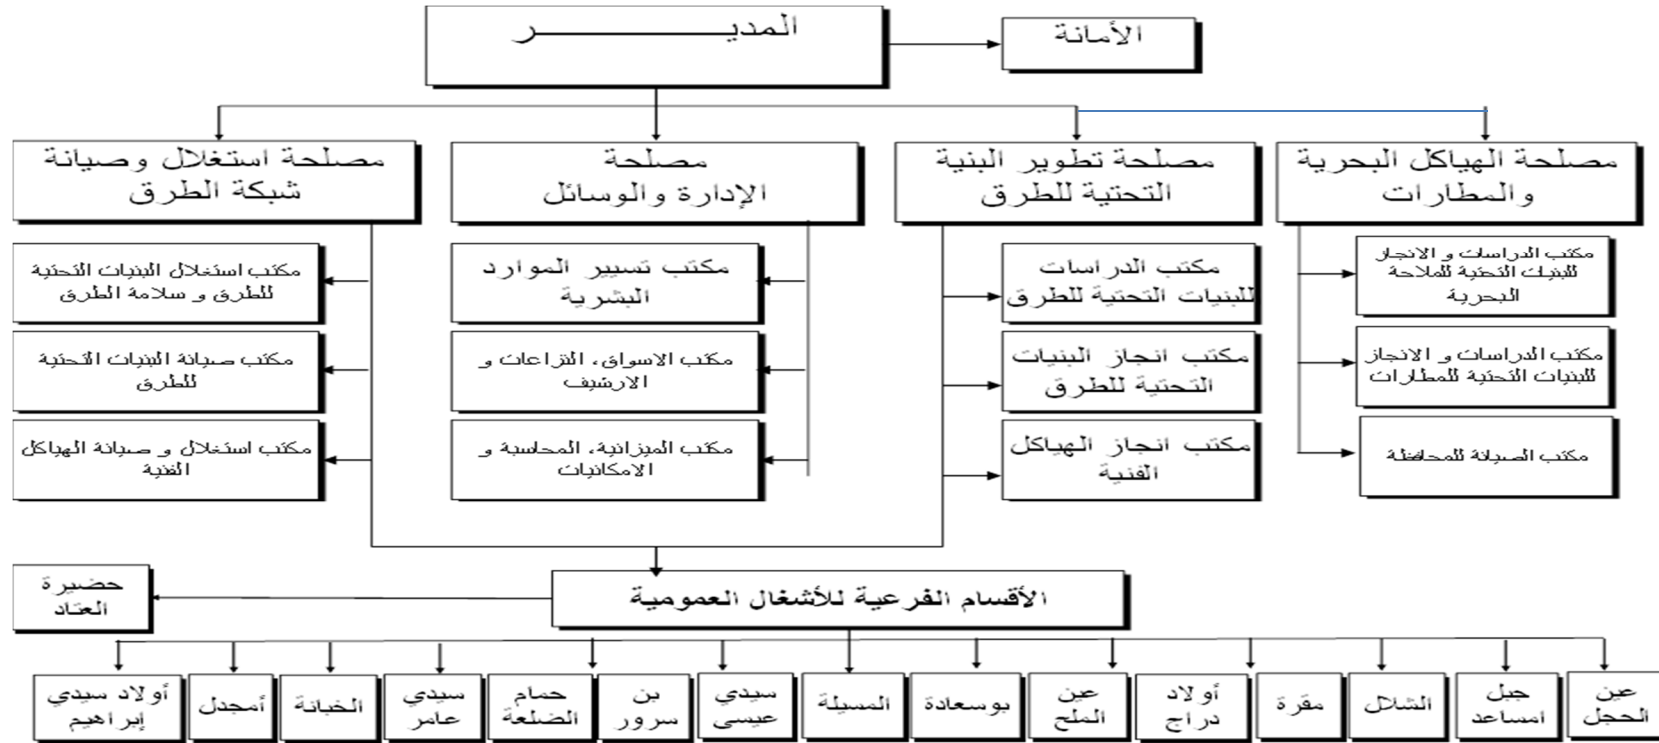 المديـــــــــــــر
الأمانة
مصلحة الهياكل البحرية
والمطارات
مصلحة تطوير البنية
التحتية للطرق
مصلحة
الإدارة والوسائل
مصلحة استغلال وصيانة
شبكة الطرق
مكتب الدراسات و الانجاز
للبنيات التحتية للملاحة
البحرية
مكتب الدراسات و الانجاز
للبنيات التحتية للمطارات
مكتب الصيانة للمحافظة
مكتب الدراسات
للبنيات التحتية للطرق
مكتب انجاز البنيات
التحتية للطرق
مكتب انجاز الهياكل
الفنية
مكتب تسيير الموارد
البشرية
مكتب الاسواق، النزاعات و
الارشيف
مكتب الميزانية، المحاسبة و
الامكانيات
مكتب استغلال البنيات التحتية
للطرق و سلامة الطرق
مكتب صيانة البنيات التحتية
للطرق
مكتب استغلال و صيانة الهياكل
الفنية
الأقسام الفرعية للأشغال العمومية
حضيرة
العتاد
عين
الحجل
جبل
امساعد
الشلال
مقرة
أولاد
دراج
عين
الملح
بوسعادة
المسيلة
سيدي
عيسى
بن
سرور
حمام
الضلعة
سيدي
عامر
الخبانة
أمجدل
أولاد سيدي
إبراهيم